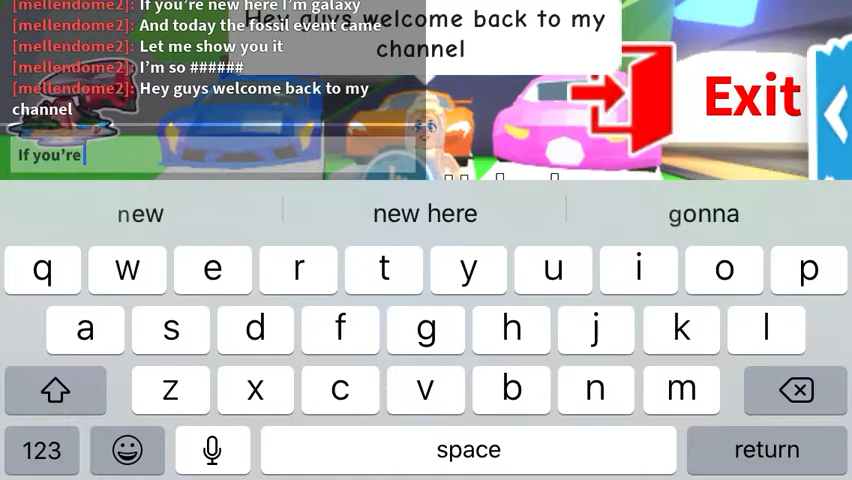 [mellendome2]: If you're new here I'm galaxy
[mellendome2]: And today the fossil event came
[mellendome2]: Let me show you it
[mellendome2]: I'm so ######
[mellendome2]: Hey guys welcome back to my
channel
Hey guys welcome back to my
channel
Exit
If you're
new new here gonna
q w e r t y u i o p
a s d f g h j k l
z x c v b n m
123 space return